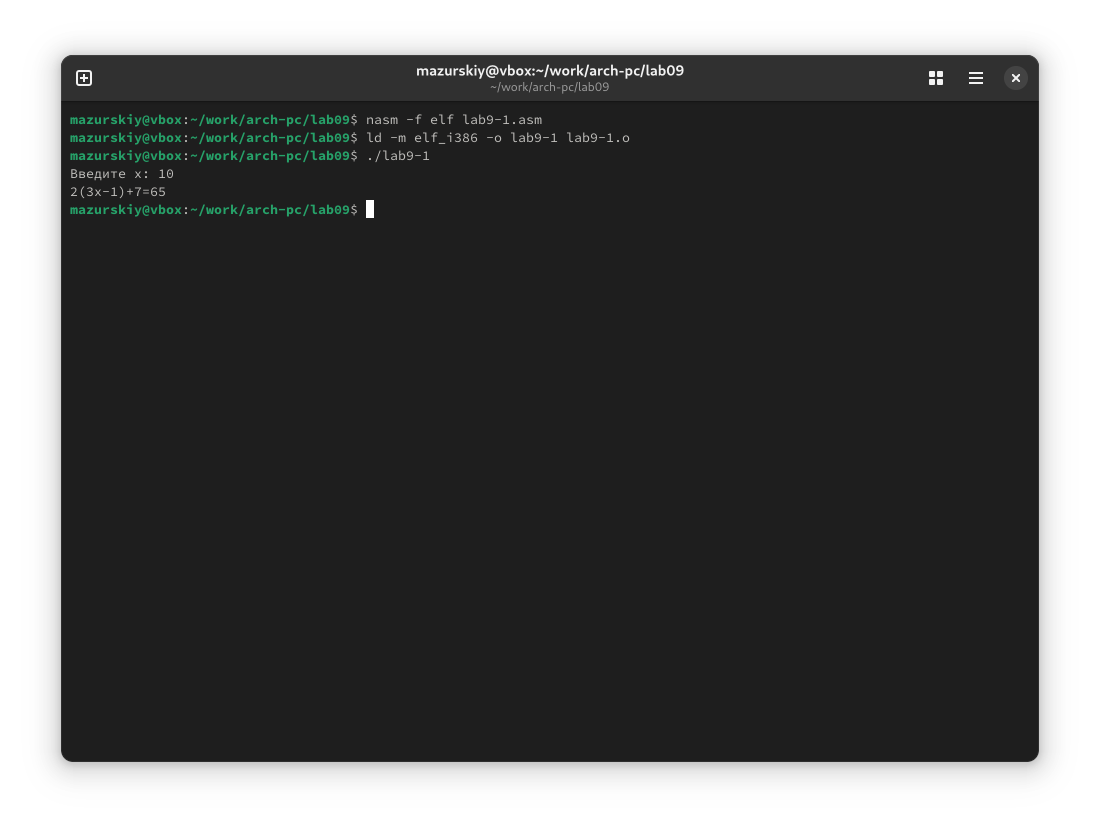 mazurskiy@vbox:~/work/arch-pc/lab09
~/work/arch-pc/lab09
mazurskiy@vbox:~/work/arch-pc/lab09$ nasm -f elf lab9-1.asm
mazurskiy@vbox:~/work/arch-pc/lab09$ ld -m elf_i386 -o lab9-1 lab9-1.o
mazurskiy@vbox:~/work/arch-pc/lab09$ ./lab9-1
Введите x: 10
2(3x-1)+7=65
mazurskiy@vbox:~/work/arch-pc/lab09$